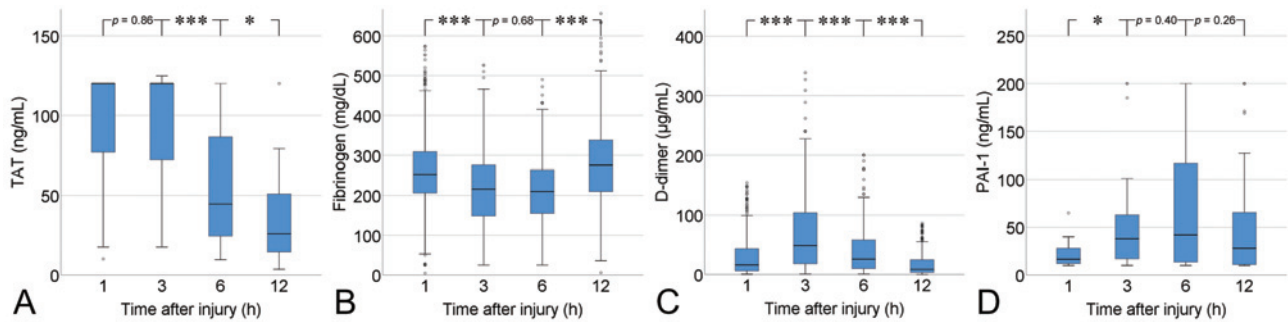 p = 0.86 *** *
TAT (ng/mL)
150
100
50
0
1 3 6 12
Time after injury (h)
A
*** p = 0.68 ***
Fibrinogen (mg/dL)
600
500
400
300
200
100
0
1 3 6 12
Time after injury (h)
B
*** *** ***
D-dimer (µg/mL)
400
300
200
100
0
1 3 6 12
Time after injury (h)
C
* p = 0.40 p = 0.26
PAI-1 (ng/mL)
250
200
150
100
50
0
1 3 6 12
Time after injury (h)
D